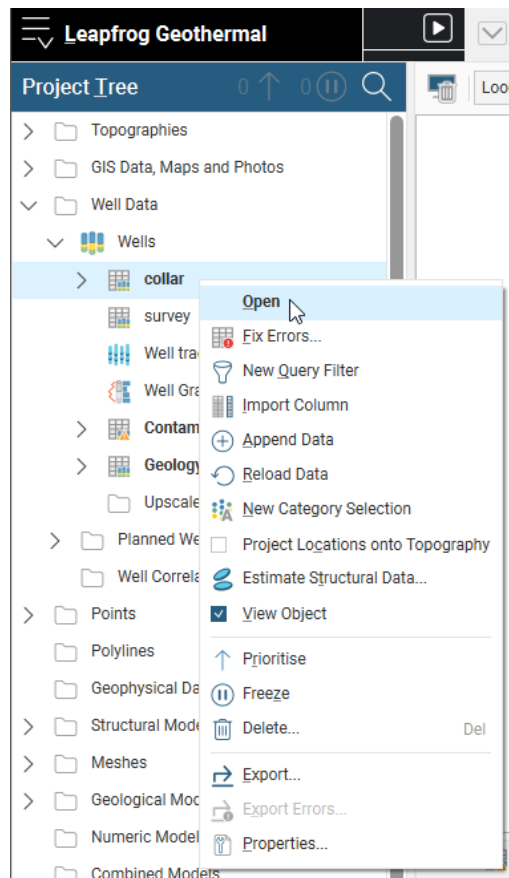 Leapfrog Geothermal
Project Tree 0 0
Loo
Topographies
GIS Data, Maps and Photos
Well Data
Wells
collar
survey
Well tra
Well Gra
Contam
Geology
Upscale
Planned We
Well Correla
Points
Polylines
Geophysical Da
Structural Mode
Meshes
Geological Moc
Numeric Model
Combined Models
Open
Fix Errors...
New Query Filter
Import Column
Append Data
Reload Data
New Category Selection
Project Locations onto Topography
Estimate Structural Data...
View Object
Prioritise
Freeze
Delete... Del
Export...
Export Errors...
Properties...